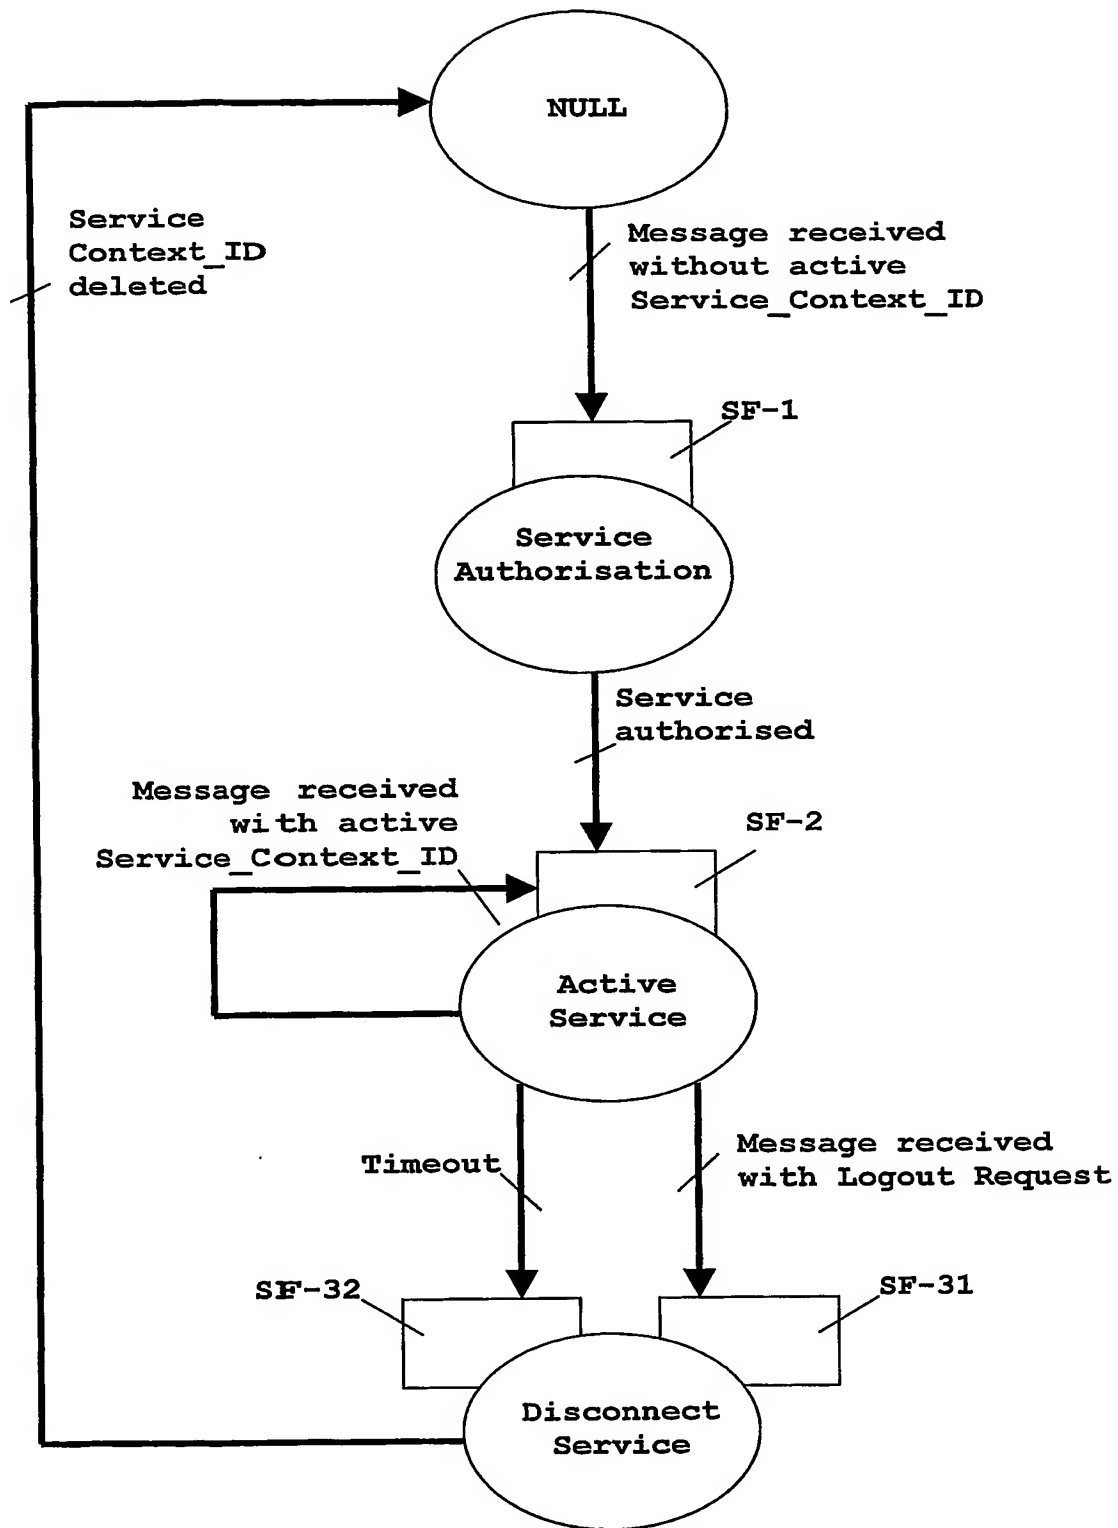 NULL
Service
Context_ID
deleted
Message received
without active
Service_Context_ID
SF-1
Service
Authorisation
Service
authorised
Message received
with active
Service_Context_ID
SF-2
Active
Service
Timeout
Message received
with Logout Request
SF-32
SF-31
Disconnect
Service